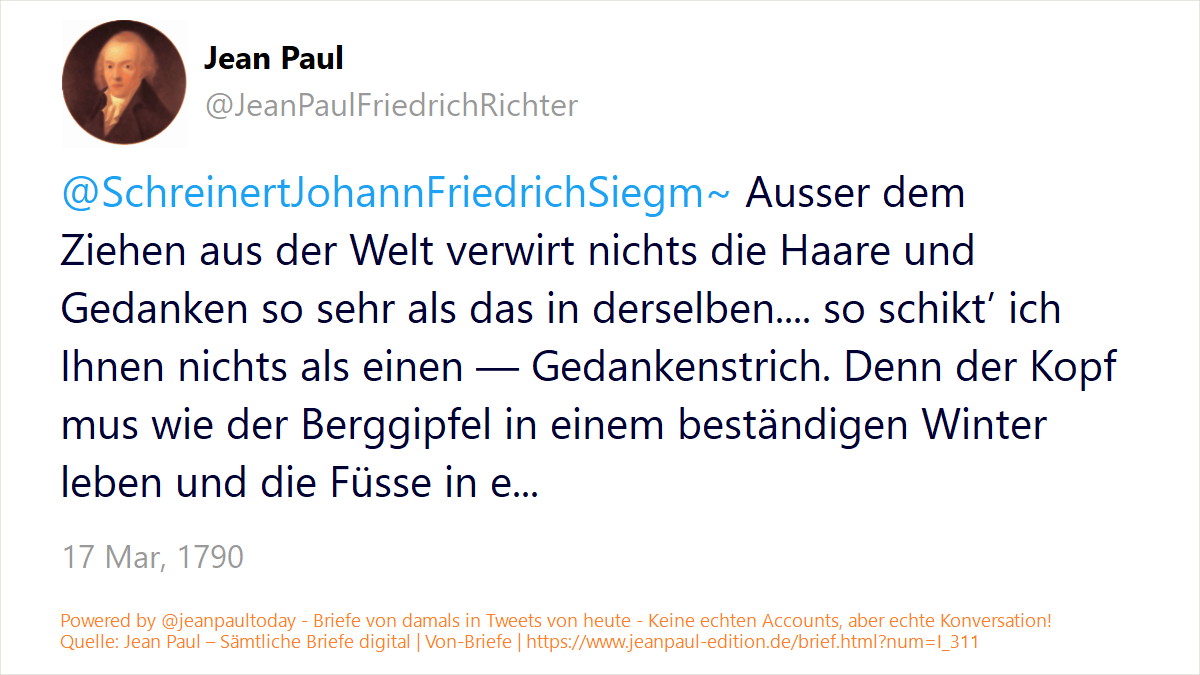 Jean Paul
@JeanPaulFriedrichRichter
@SchreinertJohannFriedrichSiegm~ Ausser dem
Ziehen aus der Welt verwirt nichts die Haare und
Gedanken so sehr als das in derselben.... so schikt’ ich
Ihnen nichts als einen — Gedankenstrich. Denn der Kopf
mus wie der Berggipfel in einem beständigen Winter
leben und die Füsse in e...
17 Mar, 1790
Powered by @jeanpaultoday - Briefe von damals in Tweets von heute - Keine echten Accounts, aber echte Konversation!
Quelle: Jean Paul – Sämtliche Briefe digital | Von-Briefe | https://www.jeanpaul-edition.de/brief.html?num=I_311